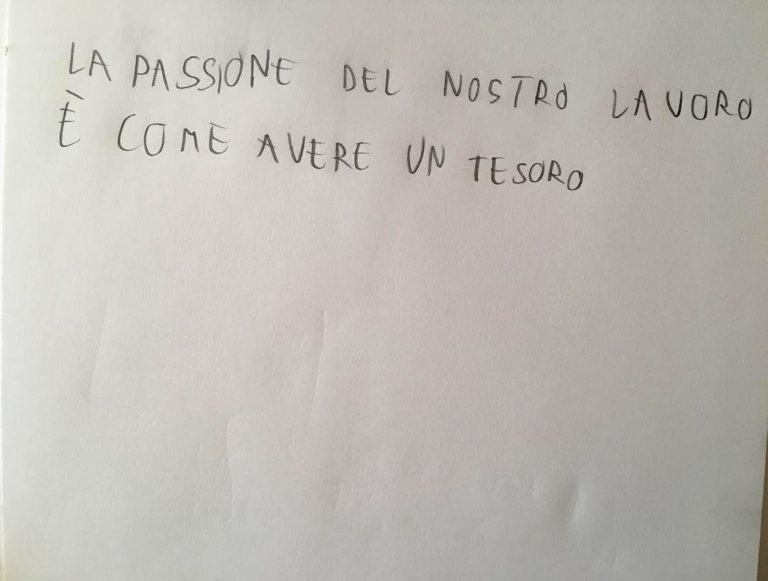 LA PASSIONE DEL NOSTRO LAVORO
È COME AVERE UN TESORO